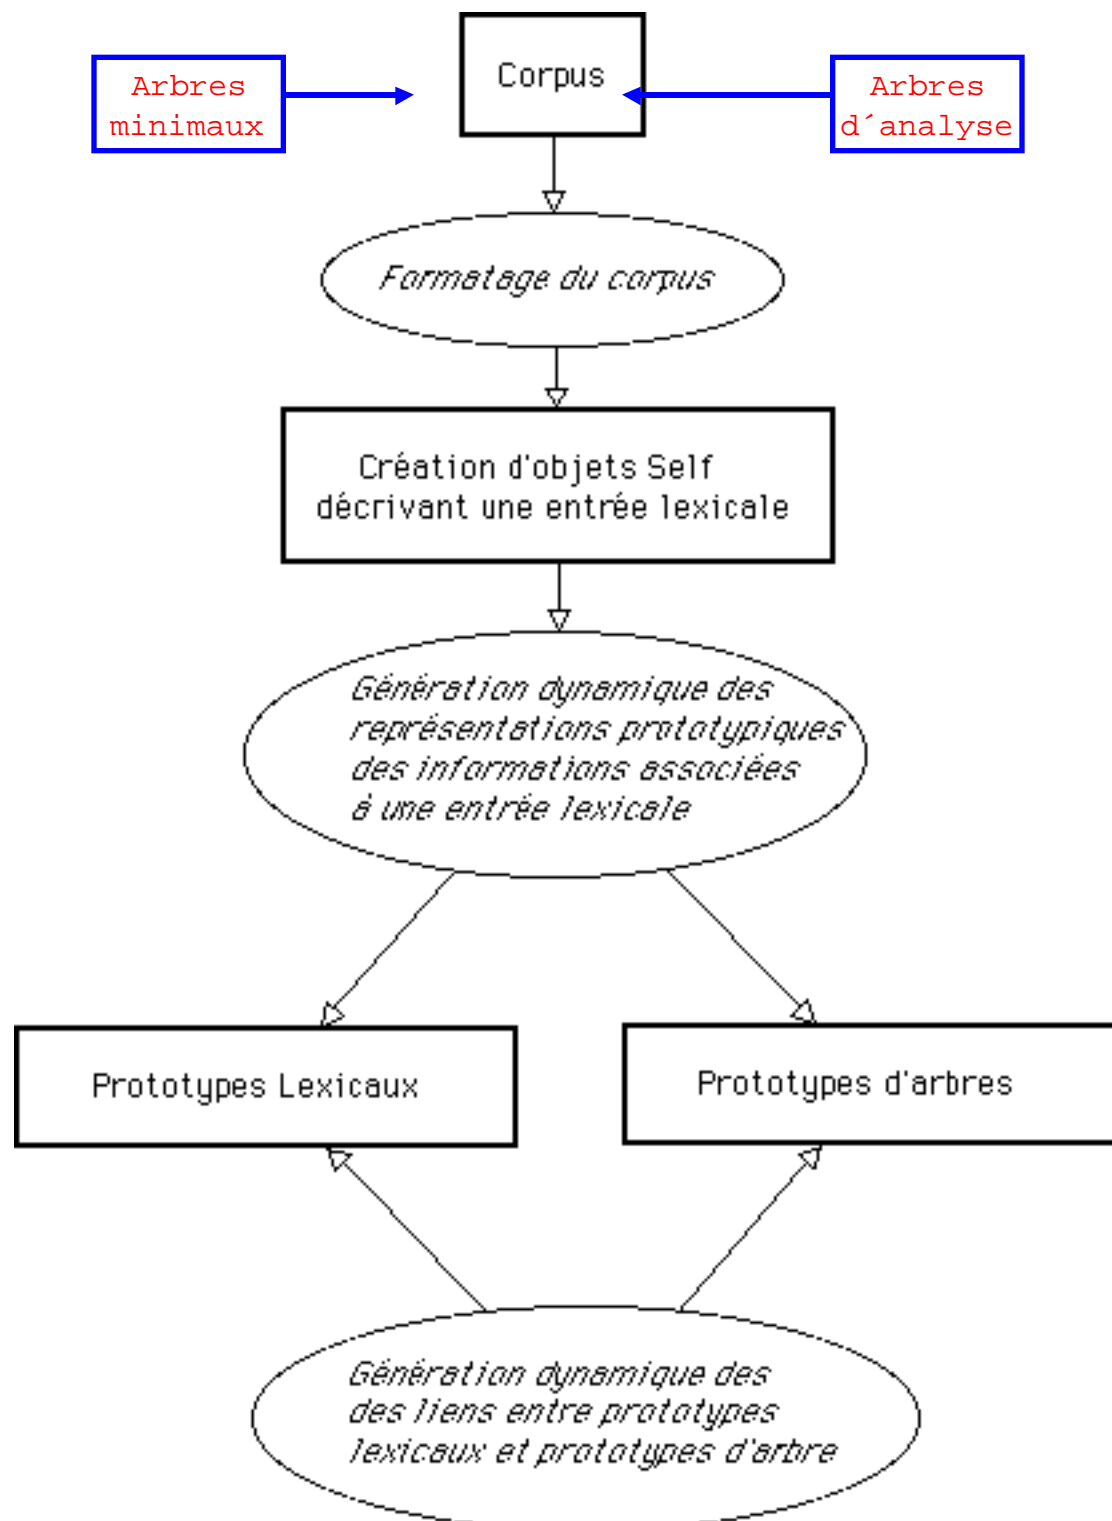 Corpus
Arbres
minimaux
Arbres
d´analyse
Formatage du corpus
Création d'objets Self
décrivant une entrée lexicale
Génération dynamique des
représentations prototypiques
des informations associées
à une entrée lexicale
Prototypes Lexicaux
Prototypes d'arbres
Génération dynamique des
des liens entre prototypes
lexicaux et prototypes d'arbre